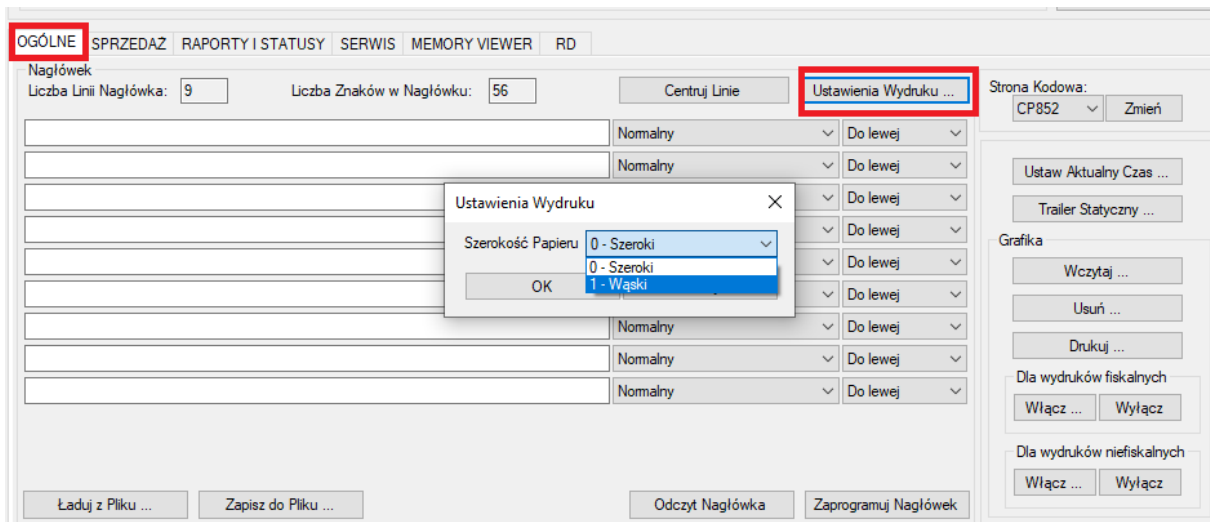 OGÓLNE SPRZEDAŻ RAPORTY I STATUSY SERWIS MEMORY VIEWER RD
Nagłówek
Liczba Linii Nagłówka: 9 Liczba Znaków w Nagłówku: 56 Centruj Linie Ustawienia Wydruku ...
Strona Kodowa:
CP852 Zmień
Normalny Do lewej
Normalny Do lewej
Do lewej
Do lewej
Do lewej
Do lewej
Normalny Do lewej
Normalny Do lewej
Normalny Do lewej
Ustawienia Wydruku
Szerokość Papieru 0 - Szeroki
0 - Szeroki
1 - Wąski
OK
Ustaw Aktualny Czas ...
Trailer Statyczny ...
Grafika
Wczytaj ...
Usuń ...
Drukuj ...
Dla wydruków fiskalnych
Włącz ... Wyłącz
Dla wydruków niefiskalnych
Włącz ... Wyłącz
Ładuj z Pliku ... Zapisz do Pliku ... Odczyt Nagłówka Zaprogramuj Nagłówek